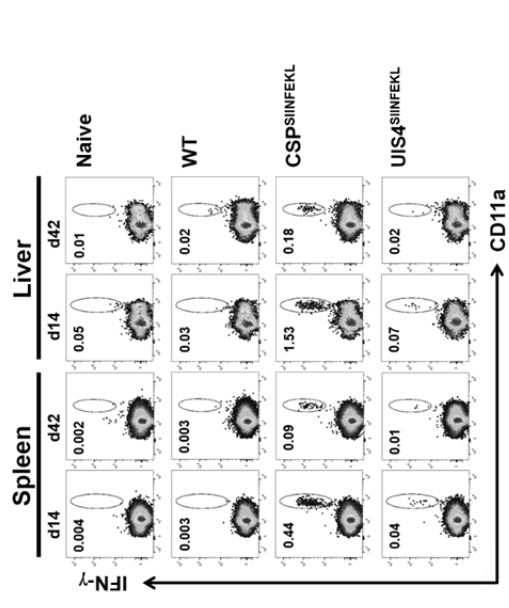 Spleen Liver
d14 d42 d14 d42
0.004 0.002 0.05 0.01 Naive
0.003 0.003 0.03 0.02 WT
0.44 0.09 1.53 0.18 CSPSIINFEKL
0.04 0.01 0.07 0.02 UIS4SIINFEKL
IFN-γ
CD11a